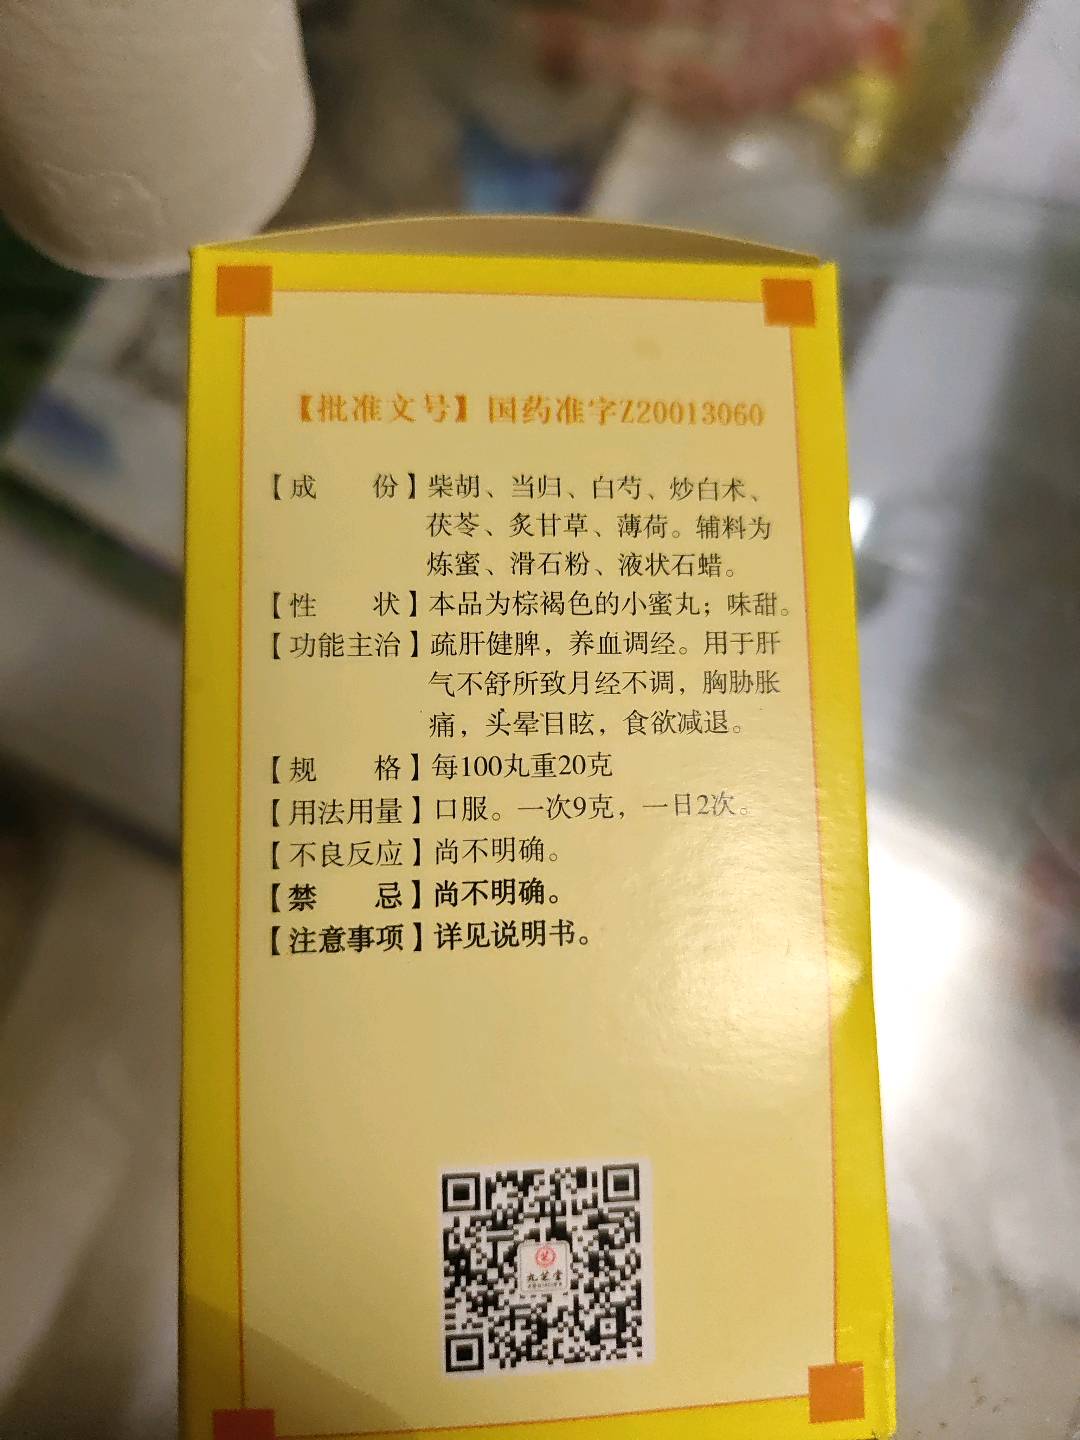 【批准文号】国药准字Z20013060
【成份】柴胡、当归、白芍、炒白术、
茯苓、炙甘草、薄荷。辅料为
炼蜜、滑石粉、液状石蜡。
【性状】本品为棕褐色的小蜜丸；味甜。
【功能主治】疏肝健脾，养血调经。用于肝
气不舒所致月经不调，胸胁胀
痛，头晕目眩，食欲减退。
【规格】每100丸重20克
【用法用量】口服。一次9克，一日2次。
【不良反应】尚不明确。
【禁忌】尚不明确。
【注意事项】详见说明书。
九芝堂